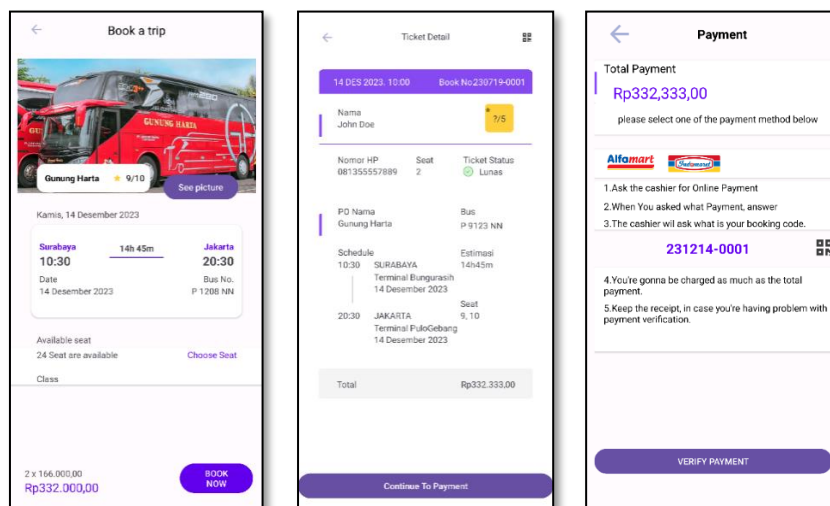 Book a trip
GUNUNG HARTA
Gunung Harta 9/10
See picture
Kamis, 14 Desember 2023
Surabaya 14h 45m Jakarta
10:30 20:30
Date Bus No.
14 Desember 2023 P 1208 NN
Available seat
24 Seat are available Choose Seat
Class
2 x 166.000,00
Rp332.000,00
BOOK
NOW
Ticket Detail
14 DES 2023. 10:00 Book No230719-0001
Nama
John Doe
?/5
Nomor HP Seat Ticket Status
081355557889 2 Lunas
PO Nama Bus
Gunung Harta P 9123 NN
Schedule Estimasi
10:30 SURABAYA 14h45m
Terminal Bungurasih
14 Desember 2023
Seat
20:30 JAKARTA 9, 10
Terminal PuloGebang
14 Desember 2023
Total Rp332.333,00
Continue To Payment
Payment
Total Payment
Rp332,333,00
please select one of the payment method below
Alfamart Indomaret
1.Ask the cashier for Online Payment
2.When You asked what Payment, answer
3.The cashier will ask what is your booking code.
231214-0001
4.You're gonna be charged as much as the total
payment.
5.Keep the receipt, in case you're having problem with
payment verification.
VERIFY PAYMENT